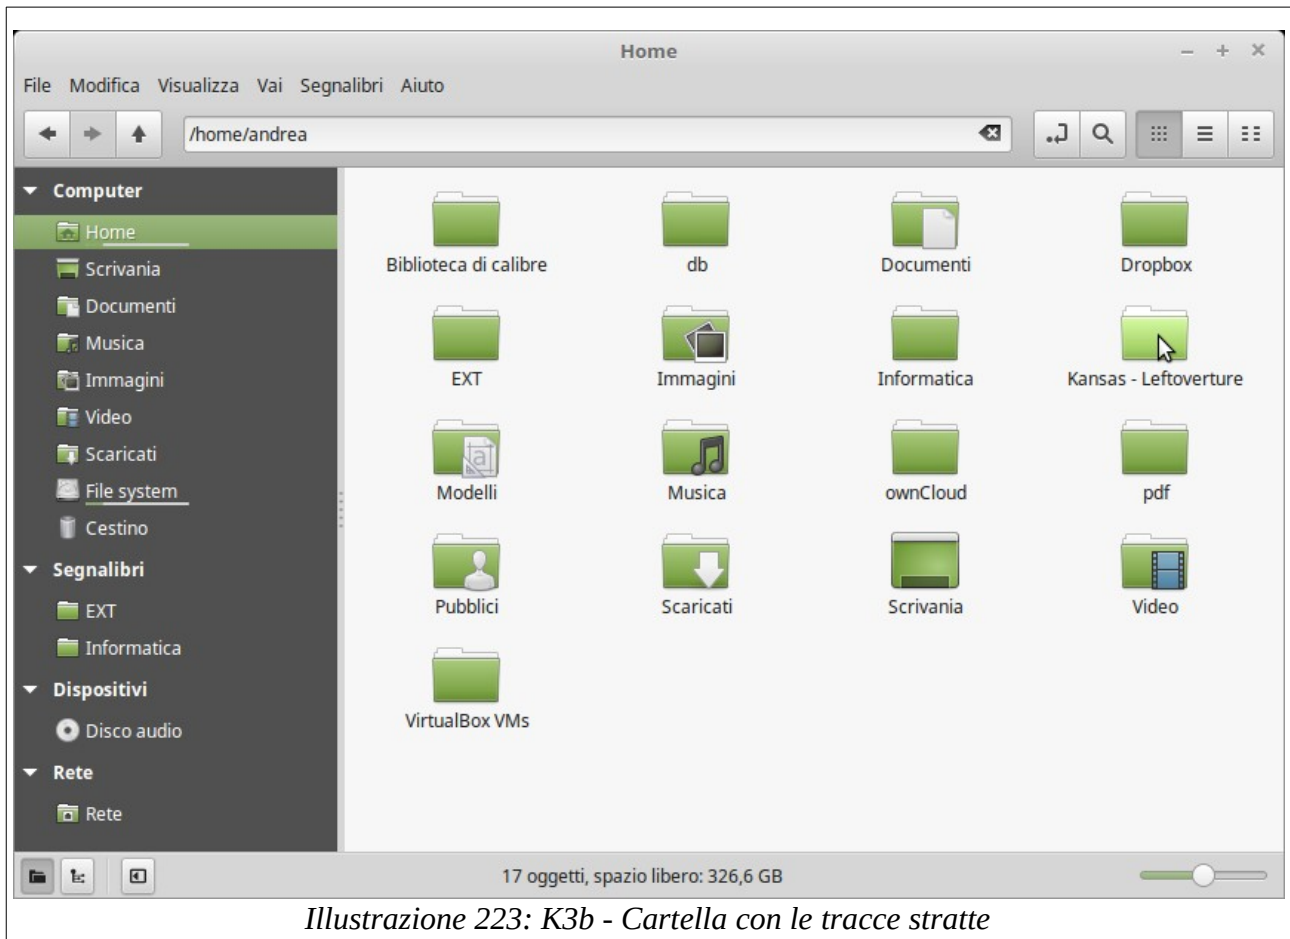 Home
File Modifica Visualizza Vai Segnalibri Aiuto
/home/andrea
Computer
Home
Scrivania
Documenti
Musica
Immagini
Video
Scaricati
File system
Cestino
Segnalibri
EXT
Informatica
Dispositivi
Disco audio
Rete
Rete
Biblioteca di calibre db Documenti Dropbox
EXT Immagini Informatica Kansas - Leftoverture
Modelli Musica ownCloud pdf
Pubblici Scaricati Scrivania Video
VirtualBox VMs
17 oggetti, spazio libero: 326,6 GB
Illustrazione 223: K3b - Cartella con le tracce stratte